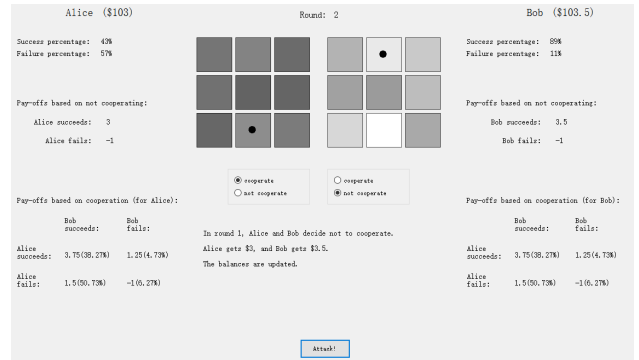 Alice ($103)
Round: 2
Bob ($103.5)
Success percentage: 43%
Failure percentage: 57%
Success percentage: 89%
Failure percentage: 11%
Pay-offs based on not cooperating:
Alice succeeds: 3
Alice fails: -1
Pay-offs based on not cooperating:
Bob succeeds: 3.5
Bob fails: -1
cooperate
not cooperate
cooperate
not cooperate
Pay-offs based on cooperation (for Alice):
Bob succeeds:
Bob fails:
Alice succeeds: 3.75(38.27%) 1.25(4.73%)
Alice fails: 1.5(50.73%) -1(6.27%)
In round 1, Alice and Bob decide not to cooperate.
Alice gets $3, and Bob gets $3.5.
The balances are updated.
Pay-offs based on cooperation (for Bob):
Bob succeeds:
Bob fails:
Alice succeeds: 3.75(38.27%) 1.25(4.73%)
Alice fails: 1.5(50.73%) -1(6.27%)
Attack!